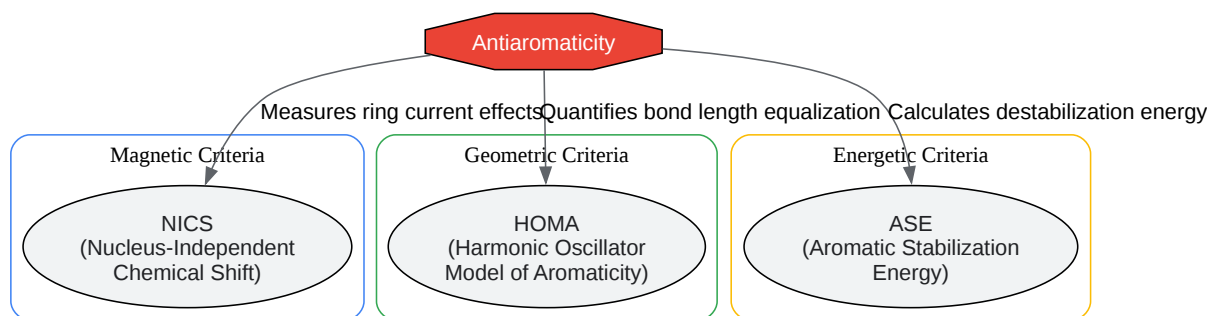 Antiaromaticity
Measures ring current effects
Quantifies bond length equalization
Calculates destabilization energy
Magnetic Criteria
Geometric Criteria
Energetic Criteria
NICS
(Nucleus-Independent
Chemical Shift)
HOMA
(Harmonic Oscillator
Model of Aromaticity)
ASE
(Aromatic Stabilization
Energy)